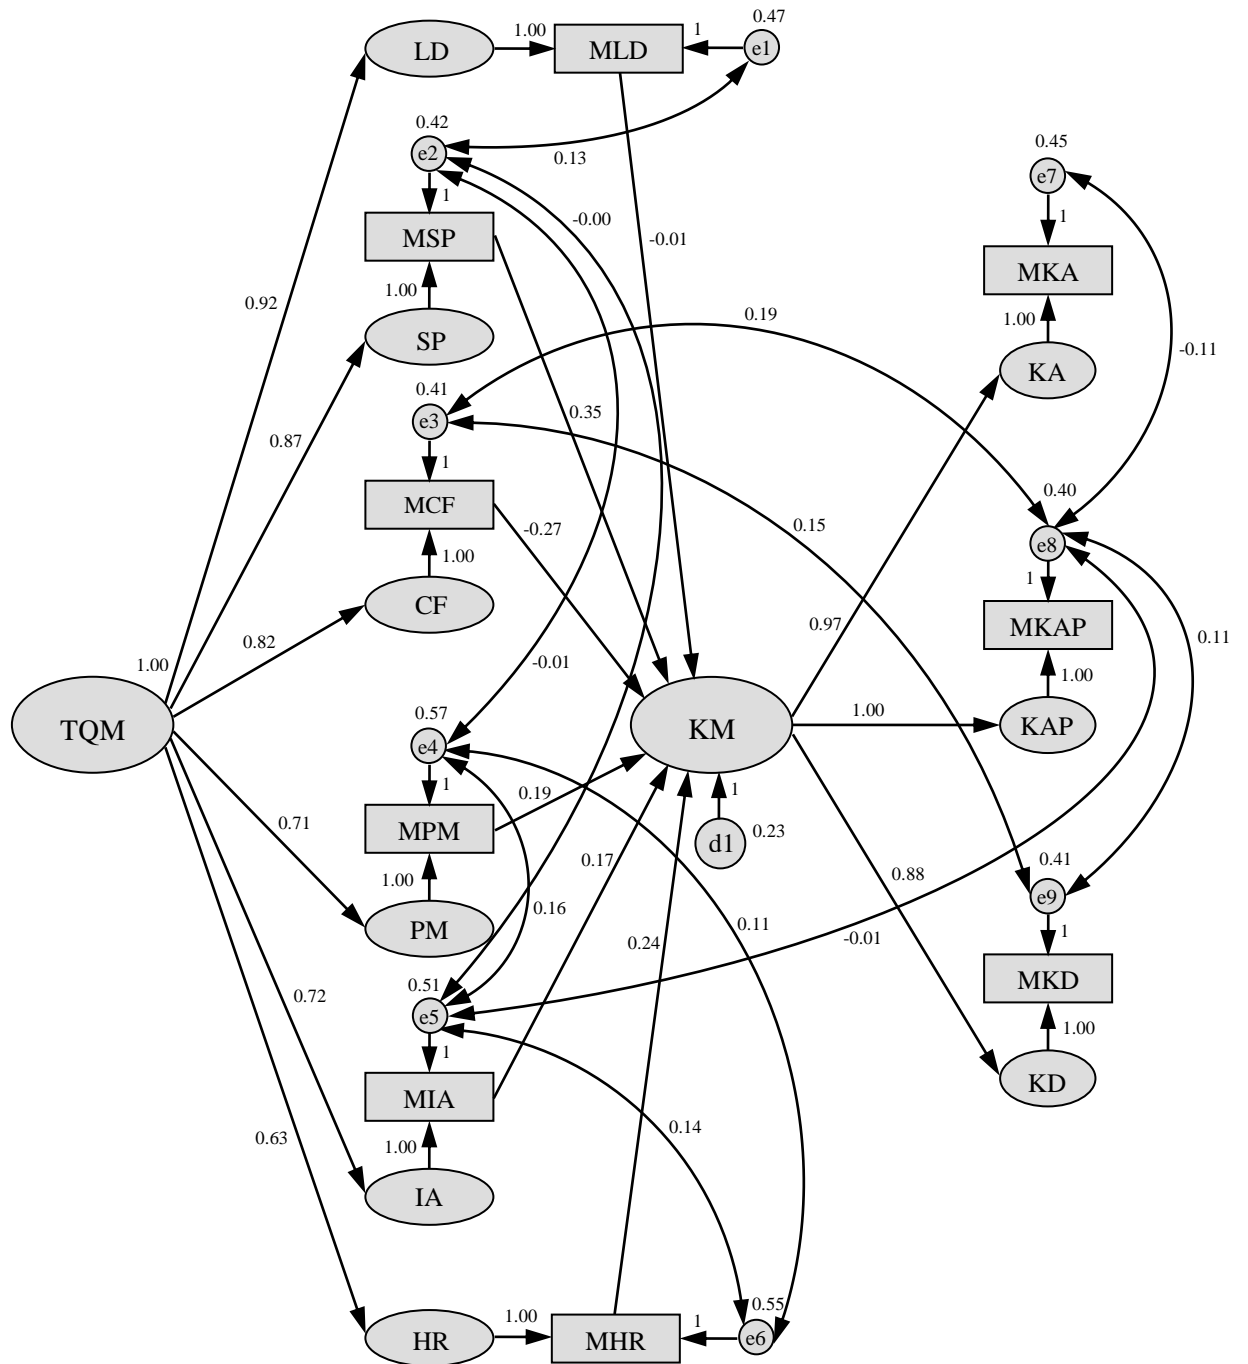 0.47
1.00
1
LD
MLD
e1
0.42
e2
0.13
0.45
e7
1
-0.00
1
MSP
-0.01
MKA
1.00
0.92
0.19
1.00
SP
-0.11
KA
0.41
0.35
e3
0.87
1
0.40
MCF
-0.27
0.15
e8
1.00
1
CF
0.97
MKAP
0.11
0.82
-0.01
1.00
1.00
1.00
0.57
TQM
KM
KAP
e4
1
0.19
1
0.71
MPM
0.23
d1
1.00
0.17
0.41
0.88
e9
0.16
0.11
PM
0.24
-0.01
1
0.51
MKD
0.72
e5
1
1.00
MIA
KD
0.63
1.00
0.14
IA
0.55
1.00
1
HR
MHR
e6